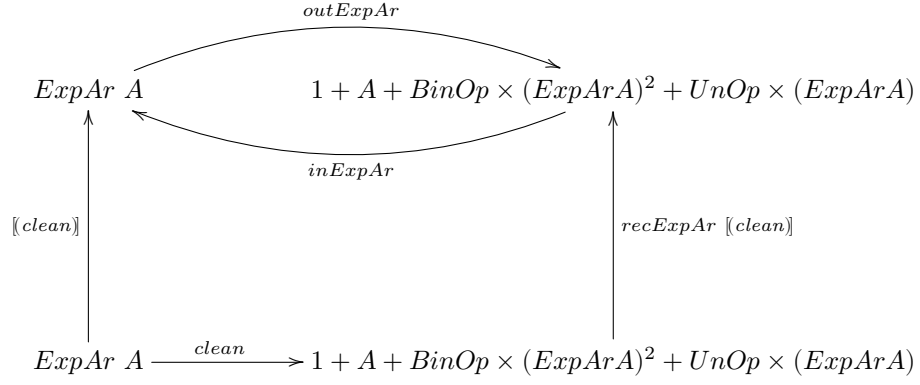 outExpAr
ExpAr A 1 + A + BinOp × (ExpArA)² + UnOp × (ExpArA)
inExpAr
⟦(clean)⟧ recExpAr ⟦(clean)⟧
ExpAr A clean 1 + A + BinOp × (ExpArA)² + UnOp × (ExpArA)